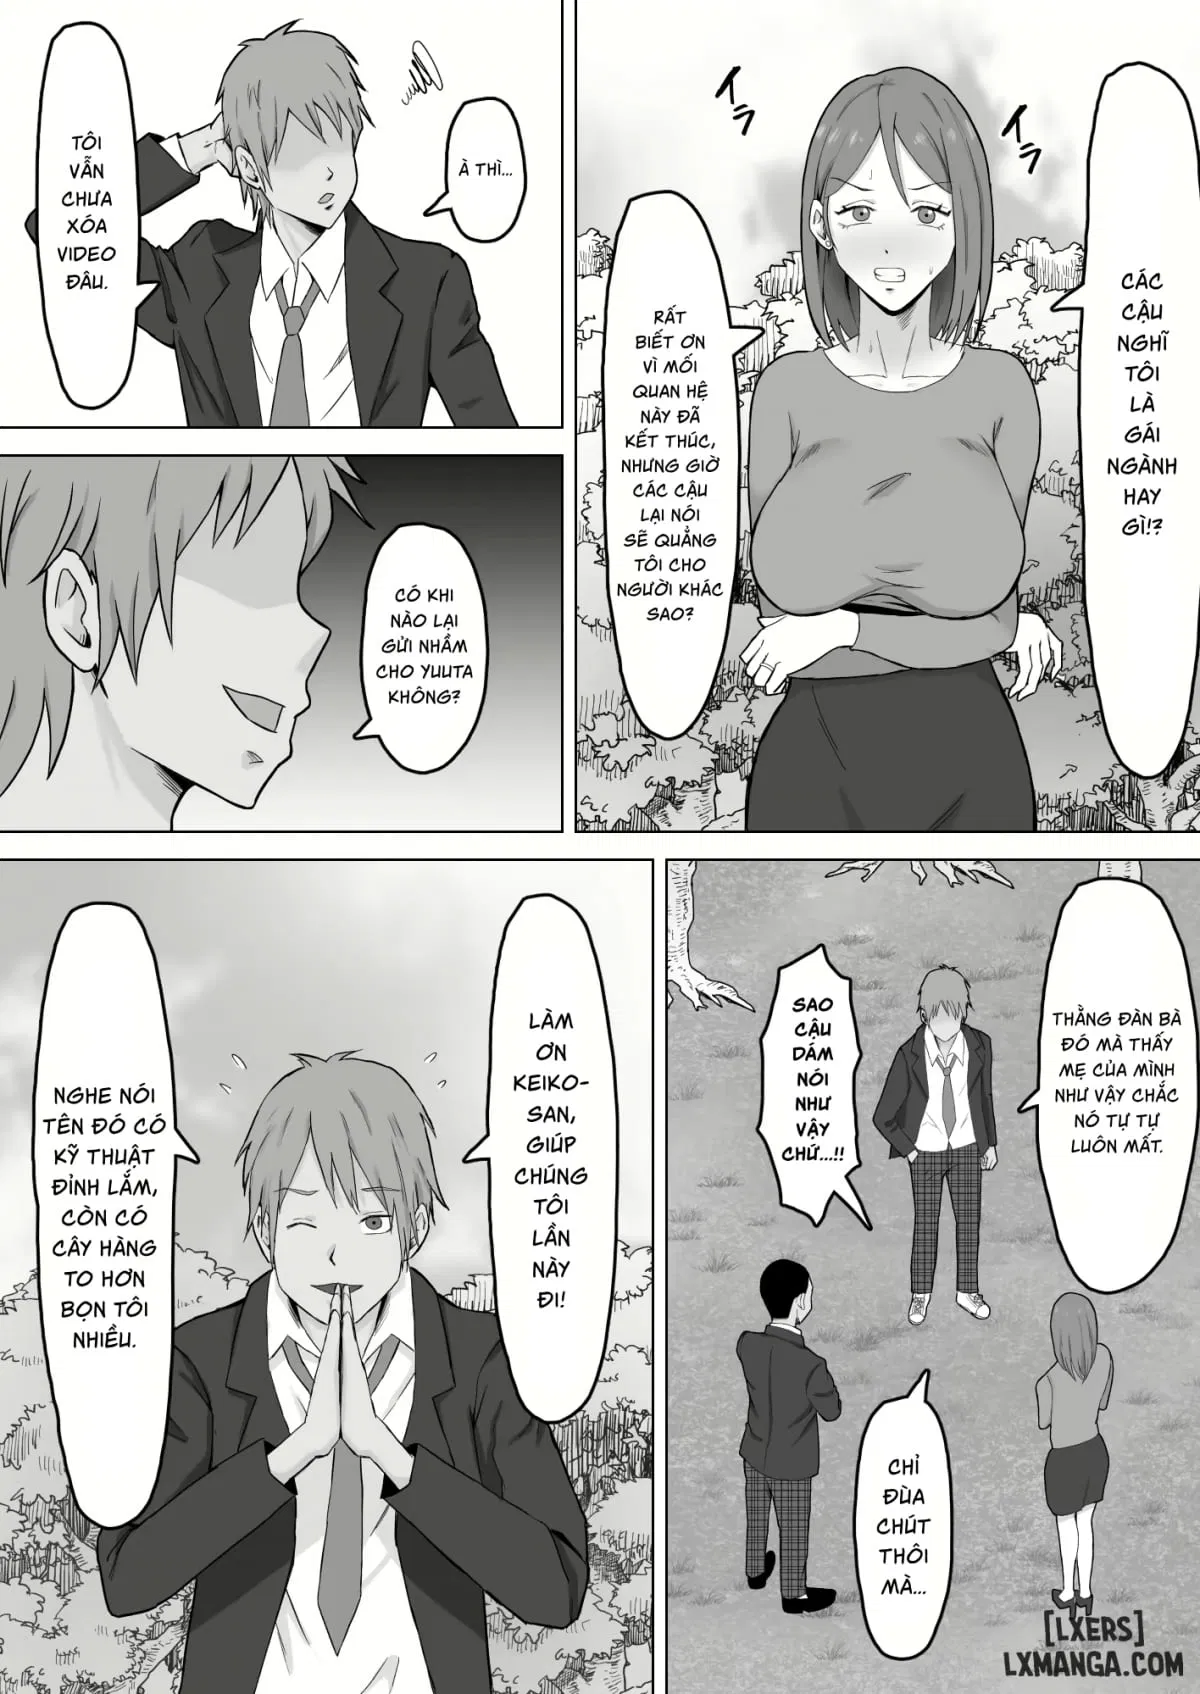 CÁC
CẬU
NGHĨ
TÔI
LÀ
GÁI
NGÀNH
HAY
GÌ!?
イラ
イラ
RẤT
BIẾT ƠN
VÌ MỐI
QUAN HỆ
NÀY ĐÃ
KẾT THÚC,
NHƯNG GIỜ
CÁC CẬU
LẠI NÓI
SẼ QUẲNG
TÔI CHO
NGƯỜI KHÁC
SAO?
À THÌ...
TÔI
VẪN
CHƯA
XÓA
VIDEO
ĐÂU.
CÓ KHI
NÀO LẠI
GỬI NHẦM
CHO YUUTA
KHÔNG?
THẰNG ĐÀN BÀ
ĐÓ MÀ THẤY
MẸ CỦA MÌNH
NHƯ VẬY CHẮC
NÓ TỰ TỰ
LUÔN MẤT.
SAO
CẬU
DÁM
NÓI
NHƯ
VẬY
CHỨ...!!
CHỈ
ĐÙA
CHÚT
THÔI
MÀ...
LÀM
ƠN
KEIKO-
SAN,
GIÚP
CHÚNG
TÔI
LẦN
NÀY
ĐI!
NGHE NÓI
TÊN ĐÓ CÓ
KỸ THUẬT
ĐỈNH LẮM,
CÒN CÓ
CÂY HÀNG
TO HƠN
BỌN TÔI
NHIỀU.
[LXERS]
LXMANGA.COM